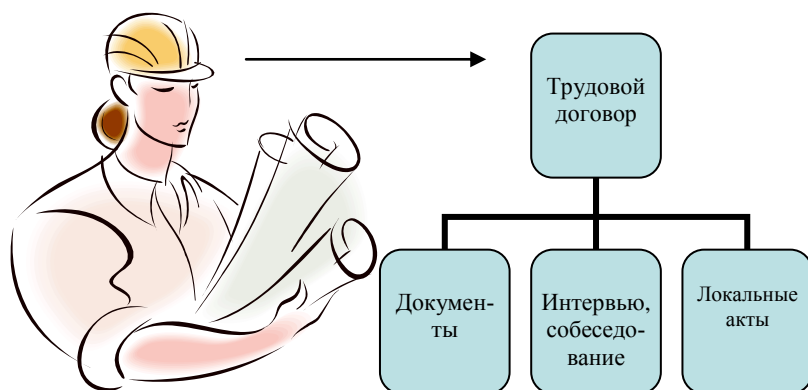 Трудовой
договор
Докумен-
ты
Интервью,
собеседо-
вание
Локальные
акты